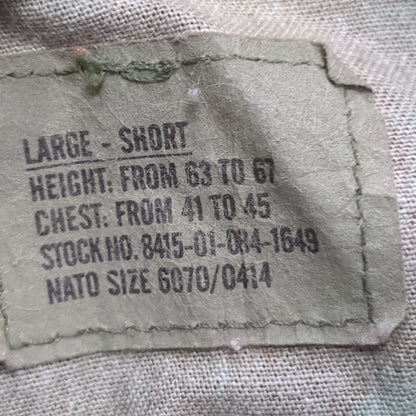 LARGE - SHORT
HEIGHT: FROM 63 TO 67
CHEST: FROM 41 TO 45
STOCK NO. 8415-01-084-1649
NATO SIZE 6070/0414